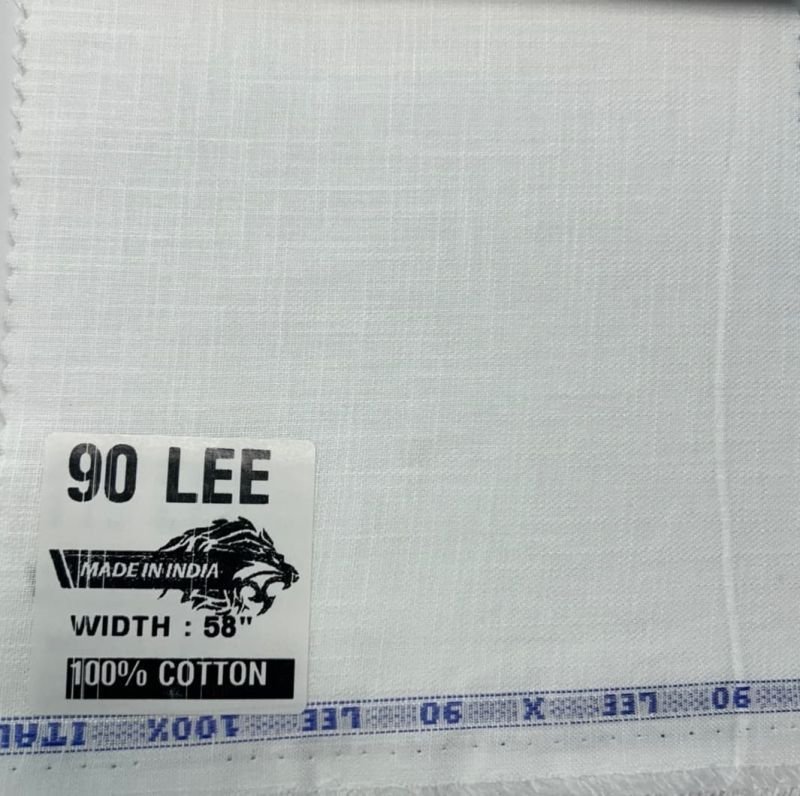 90 LEE
MADE IN INDIA
WIDTH : 58"
100% COTTON
90 LEE X 90 LEE 100% ITAL